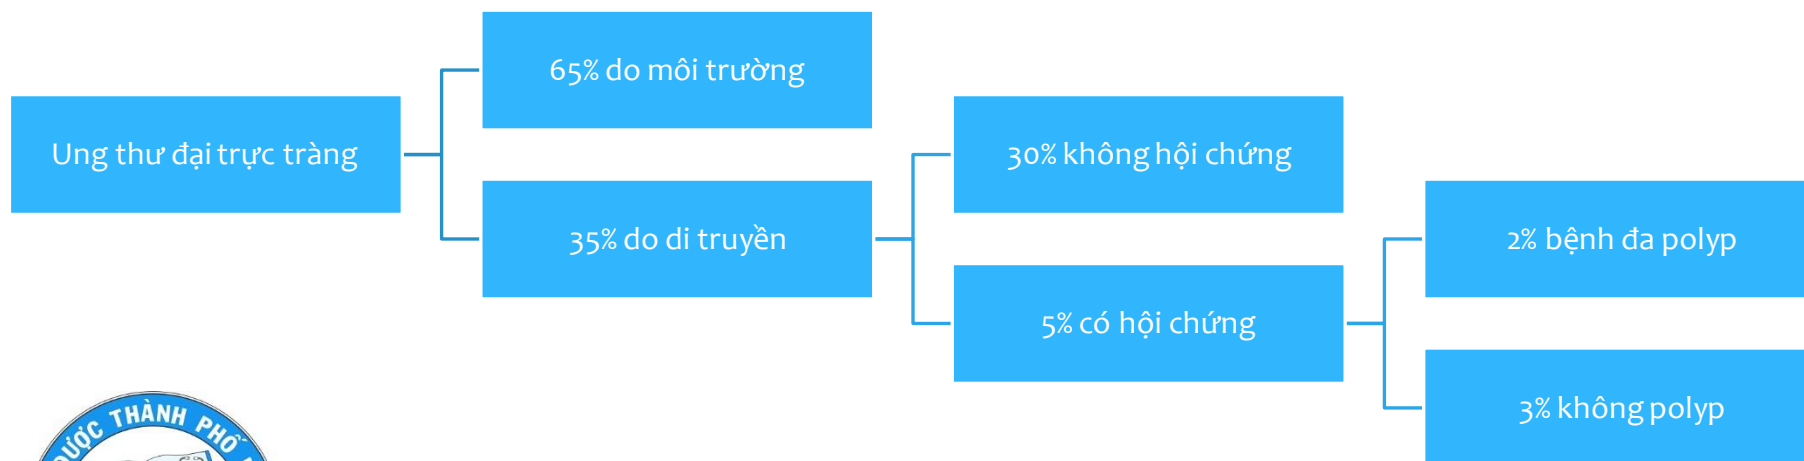 65% do môi trường
Ung thư đại trực tràng
30% không hội chứng
35% do di truyền
2% bệnh đa polyp
5% có hội chứng
3% không polyp
DƯỢC THÀNH PHỐ